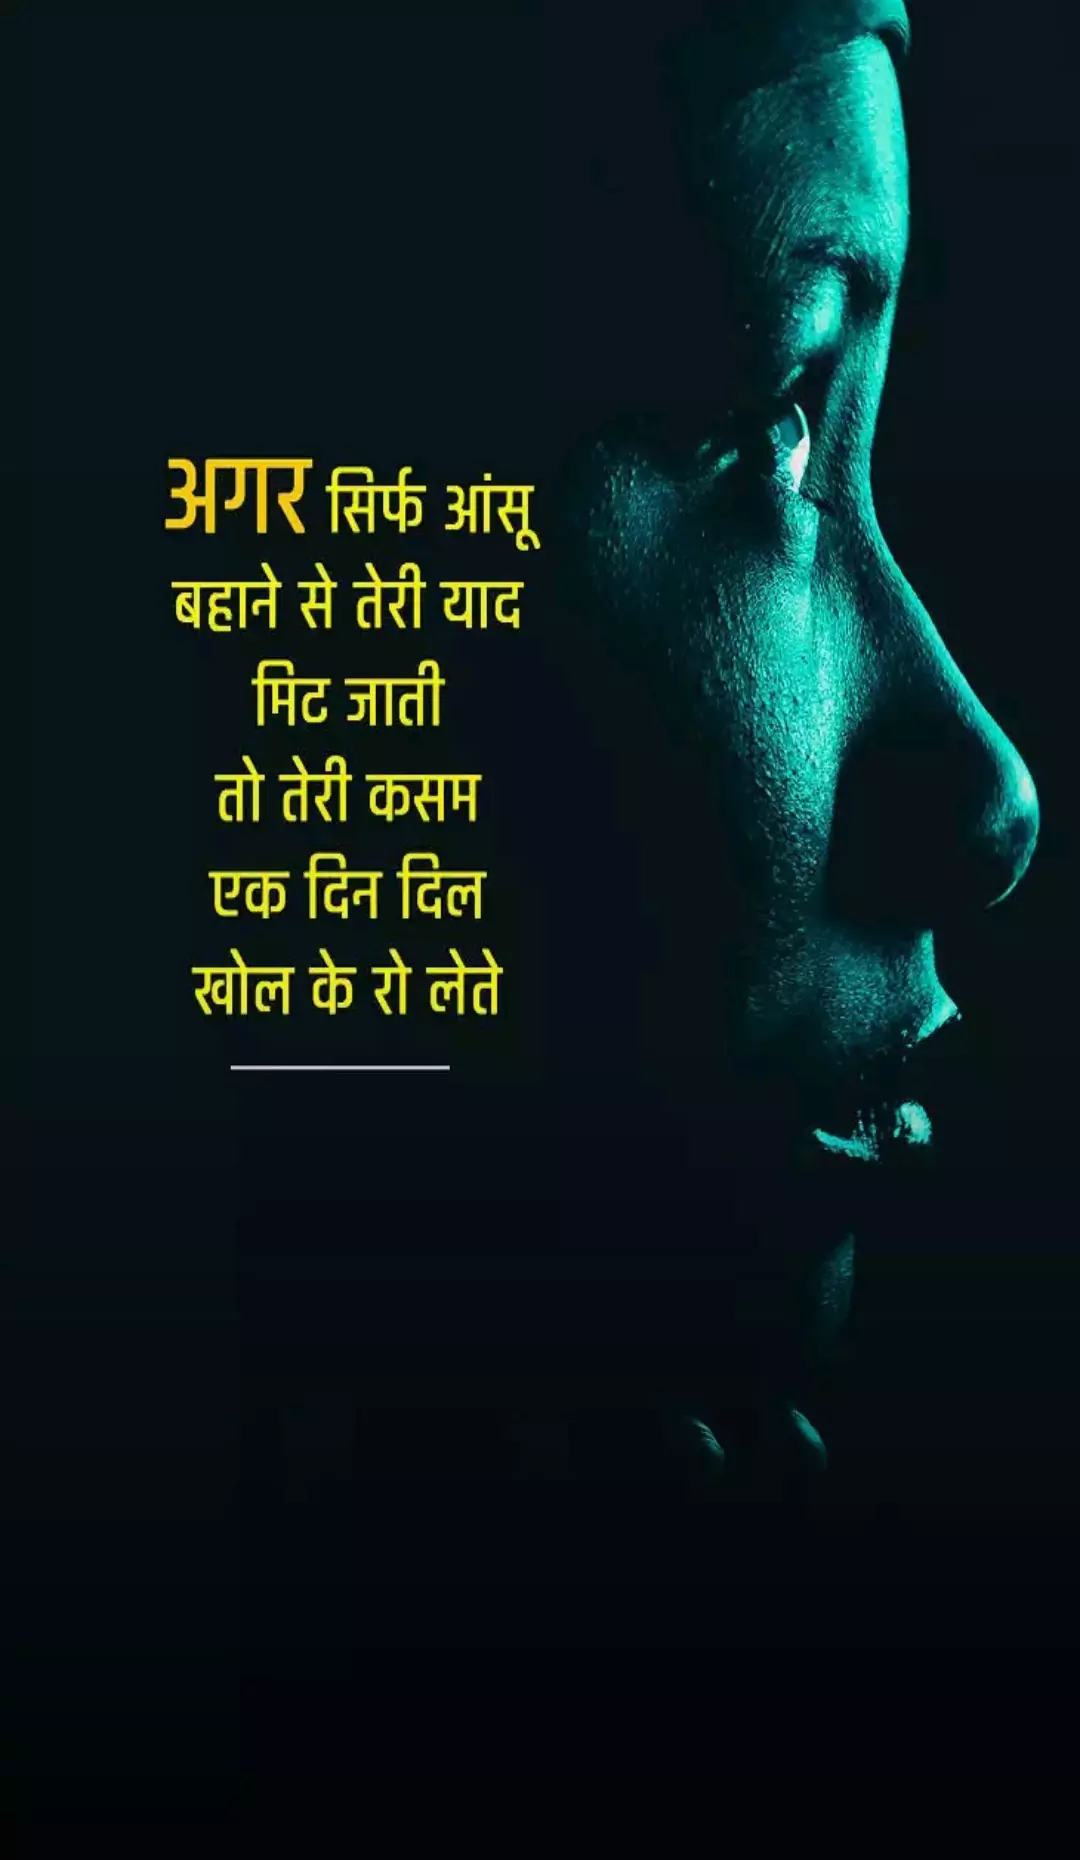 अगर सिर्फ आंसू
बहाने से तेरी याद
मिट जाती
तो तेरी कसम
एक दिन दिल
खोल के रो लेते